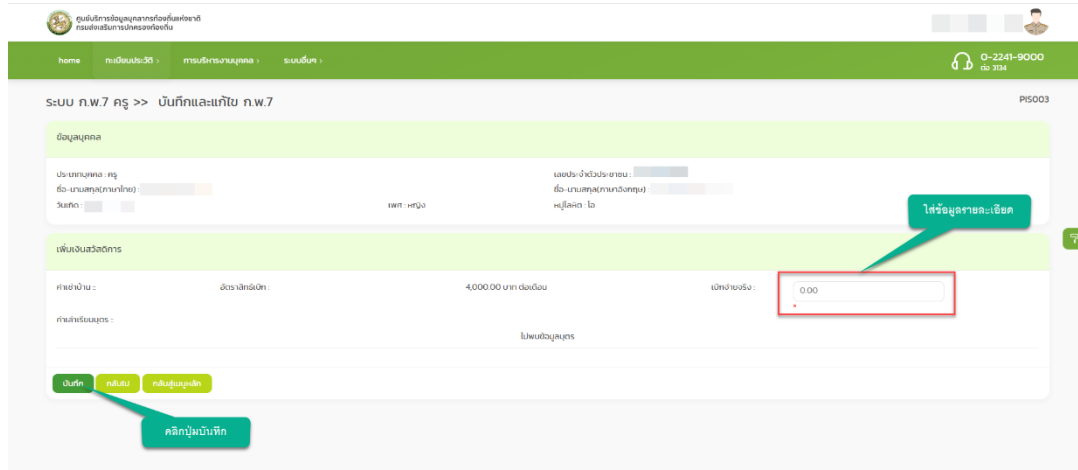 ศูนย์บริการข้อมูลบุคลากรท้องถิ่นแห่งชาติ
กรมส่งเสริมการปกครองท้องถิ่น
home ทะเบียนประวัติ › การบริหารงานบุคคล › ระบบอื่นๆ ›
0-2241-9000
ต่อ 3134
ระบบ ก.พ.7 ครู >> บันทึกและแก้ไข ก.พ.7
PIS003
ข้อมูลบุคคล
ประเภทบุคคล : ครู เลขประจำตัวประชาชน :
ชื่อ-นามสกุล(ภาษาไทย) : ชื่อ-นามสกุล(ภาษาอังกฤษ) :
วันเกิด : เพศ : หญิง หมู่โลหิต : โอ
ใส่ข้อมูลรายละเอียด
เพิ่มเงินสวัสดิการ
ค่าเช่าบ้าน :: อัตราสิทธิเบิก : 4,000.00 บาท ต่อเดือน เบิกจ่ายจริง : 0.00
*
ค่าเล่าเรียนบุตร ::
ไม่พบข้อมูลบุตร
บันทึก กลับไป กลับสู่เมนูหลัก
คลิกปุ่มบันทึก